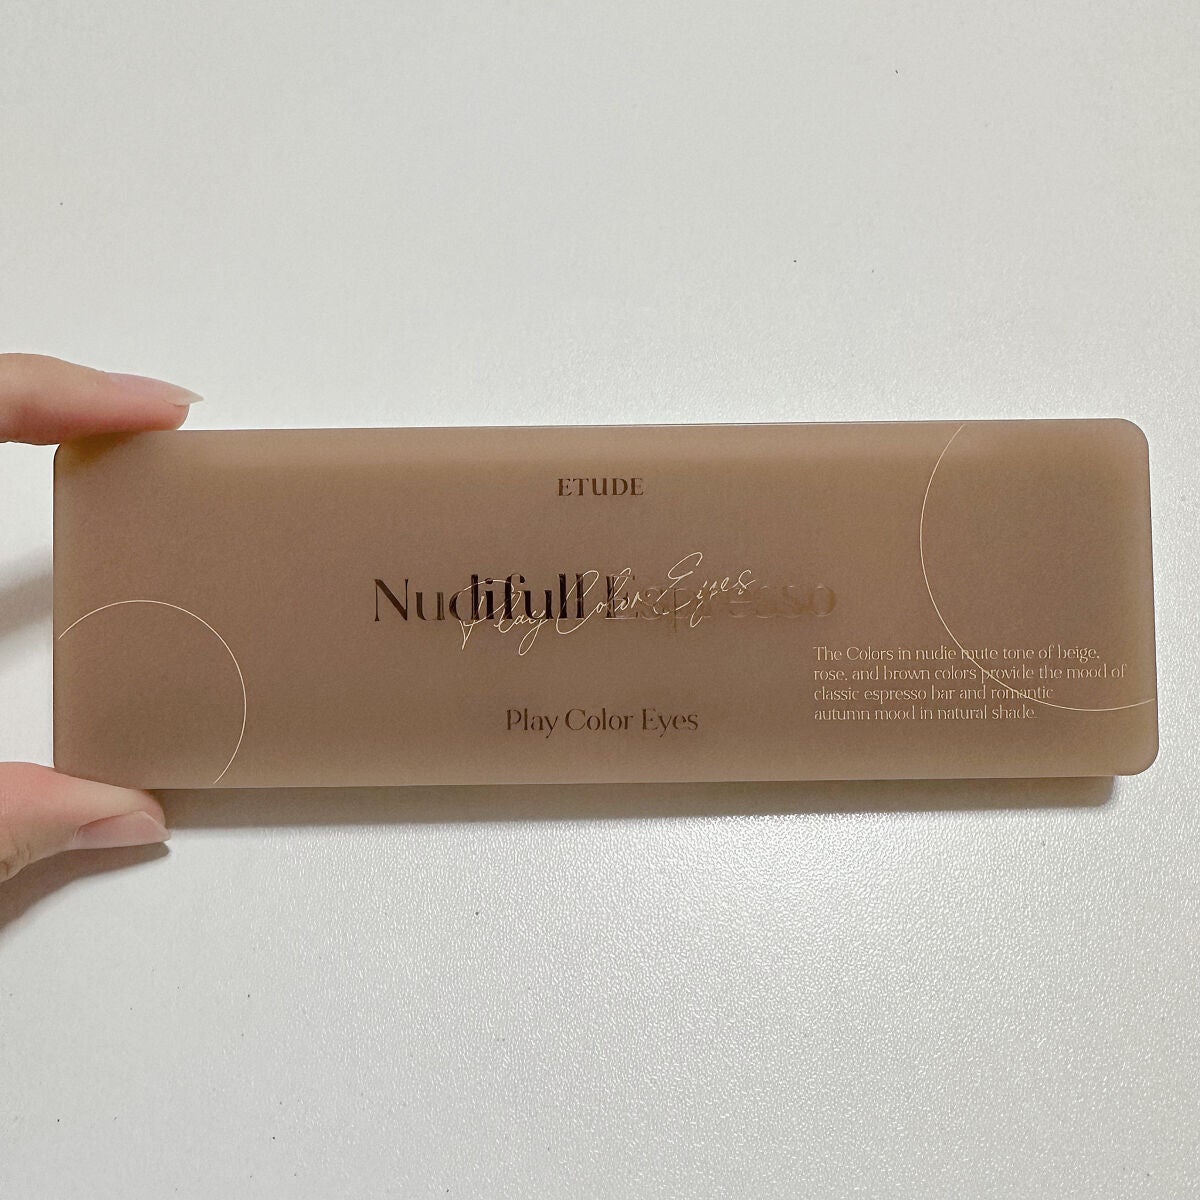 ETUDE
Nudifull Espresso
Play Color Eyes
The Colors in nudie mute tone of beige,
rose, and brown colors provide the mood of
classic espresso bar and romantic
autumn mood in natural shade.
Play Color Eyes